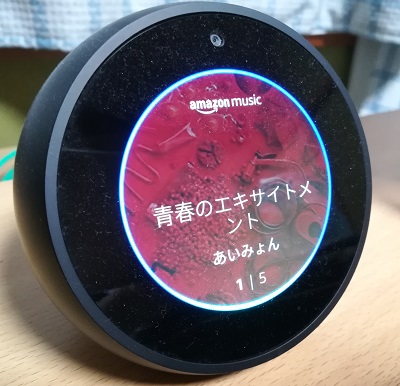 amazon music
青春のエキサイトメ
ント
あいみょん
1 | 5